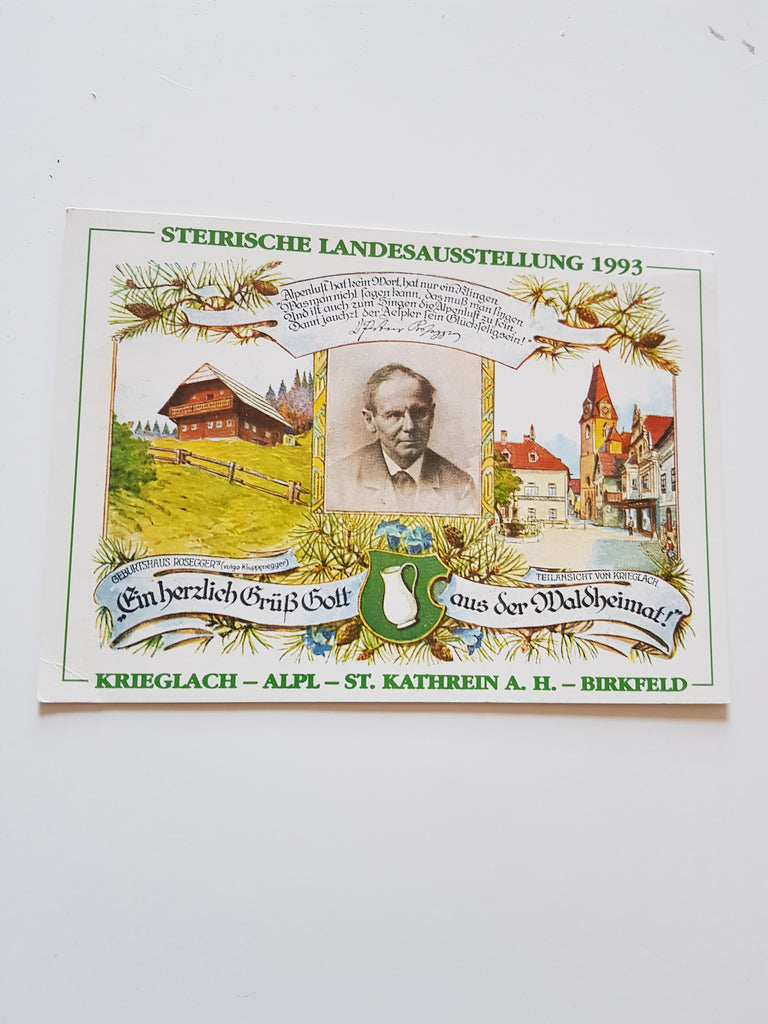 STEIRISCHE LANDESAUSSTELLUNG 1993
Alpenluft hat kein Wort, hat nur ein Klingen
Was man nicht sagen kann, das muß man singen
Und ist auch zum Singen die Alpenluft zu fein,
Dann jauchzt der Aelpler sein Glückseligsein!
GEBURTSHAUS ROSEGGERS (vulgo Kluppenegger)
TEILANSICHT VON KRIEGLACH
„Ein herzlich Grüß Gott
aus der Waldheimat!"
KRIEGLACH – ALPL – ST. KATHREIN A. H. – BIRKFELD